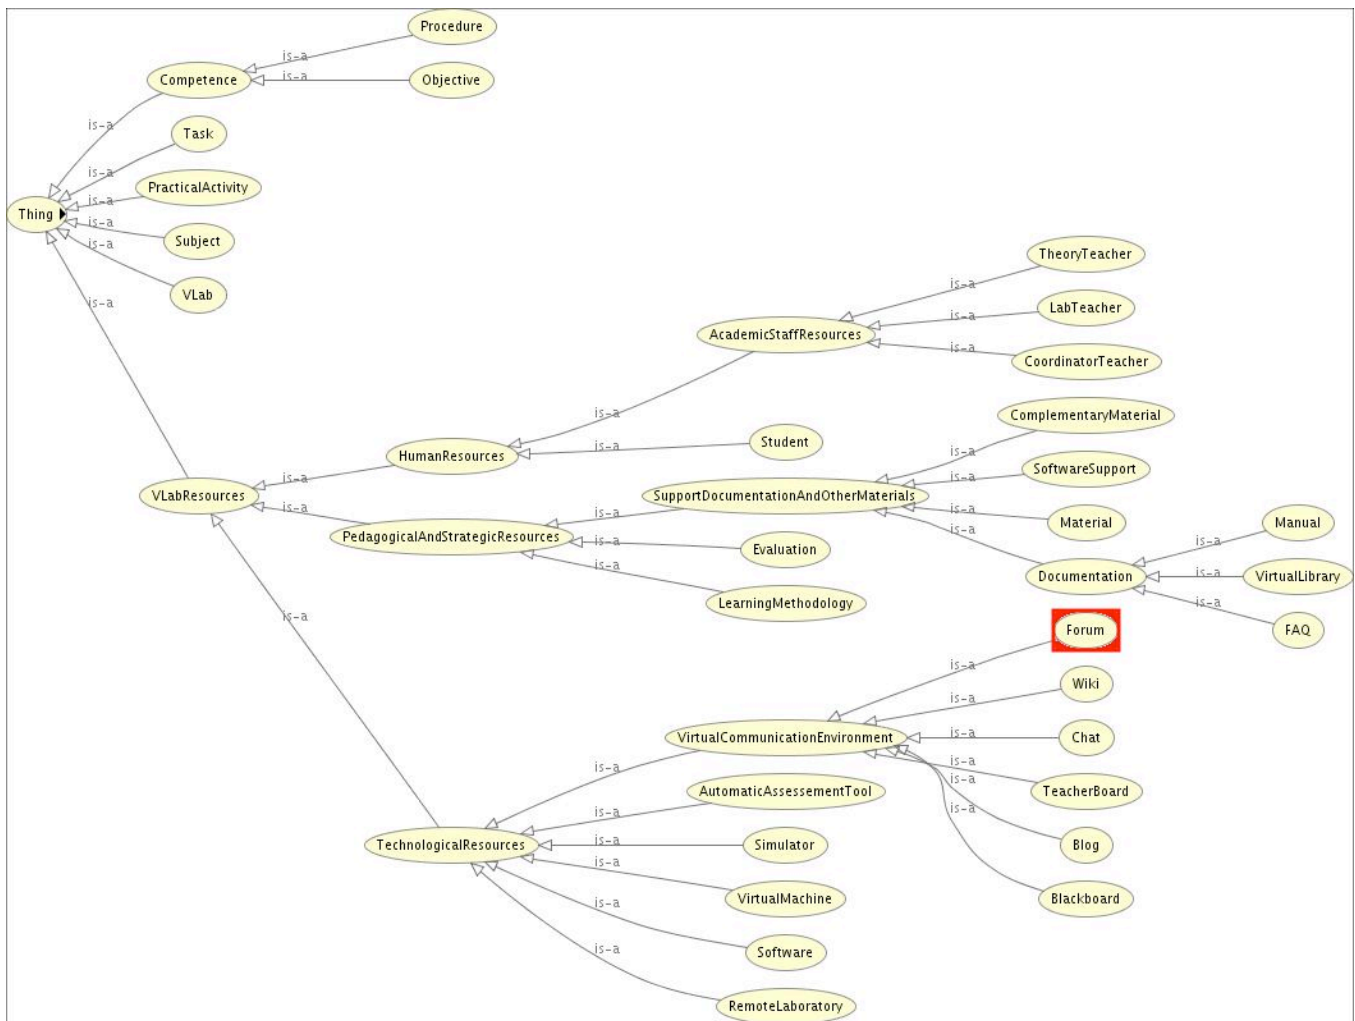 Procedure
is-a
Competence
is-a
Objective
is-a
Task
is-a
PracticalActivity
Thing
is-a
is-a
Subject
is-a
VLab
is-a
TheoryTeacher
is-a
LabTeacher
is-a
AcademicStaffResources
is-a
CoordinatorTeacher
is-a
ComplementaryMaterial
Student
is-a
HumanResources
is-a
is-a
SoftwareSupport
is-a
VLabResources
SupportDocumentationAndOtherMaterials
is-a
is-a
is-a
Material
Manual
PedagogicalAndStrategicResources
is-a
Evaluation
is-a
is-a
is-a
Documentation
is-a
VirtualLibrary
LearningMethodology
is-a
is-a
Forum
FAQ
is-a
Wiki
is-a
VirtualCommunicationEnvironment
is-a
Chat
is-a
is-a
is-a
AutomaticAssessementTool
TeacherBoard
is-a
is-a
TechnologicalResources
is-a
Simulator
Blog
is-a
VirtualMachine
Blackboard
is-a
Software
is-a
RemoteLaboratory